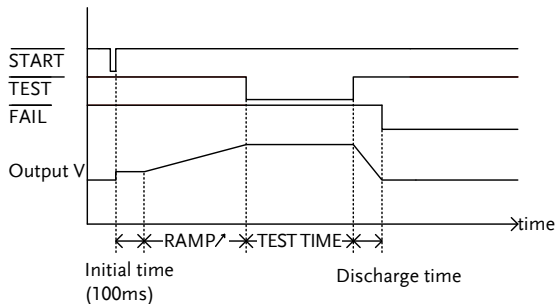 START
TEST
FAIL
Output V
time
RAMP↗ TEST TIME
Initial time
(100ms)
Discharge time